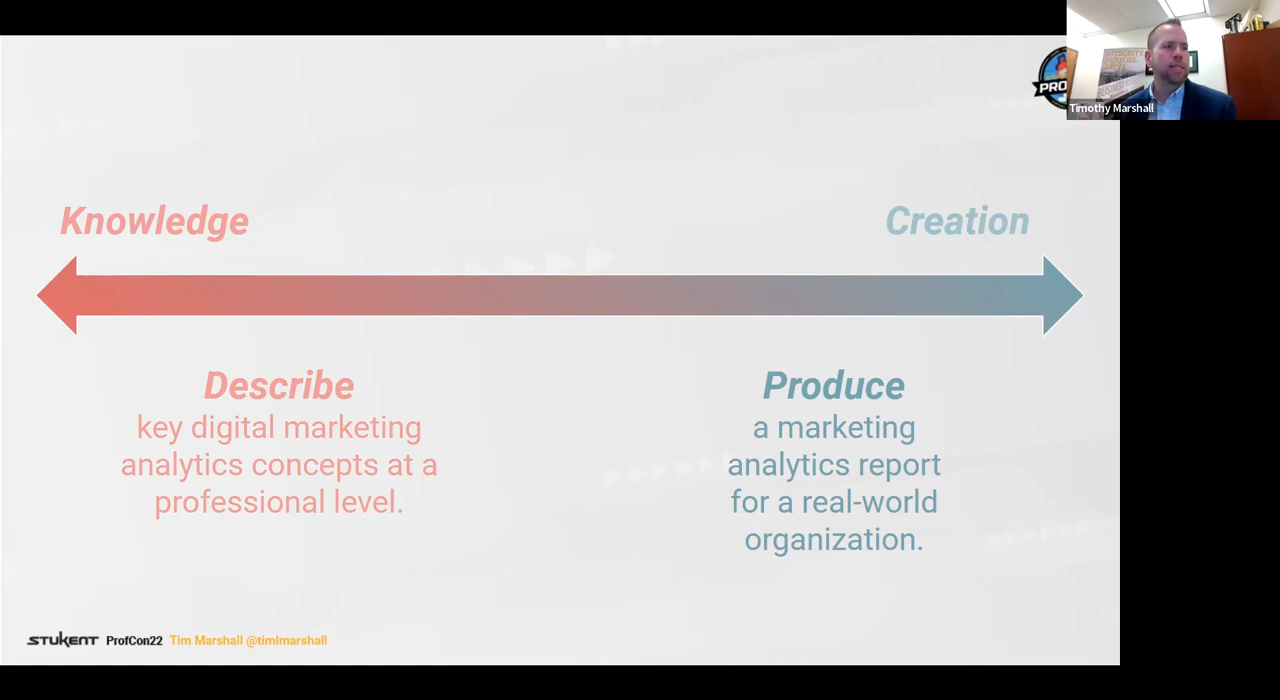 PRO
Timothy Marshall
Knowledge
Creation
Describe
key digital marketing
analytics concepts at a
professional level.
Produce
a marketing
analytics report
for a real-world
organization.
STUKENT ProfCon22 Tim Marshall @timlmarshall